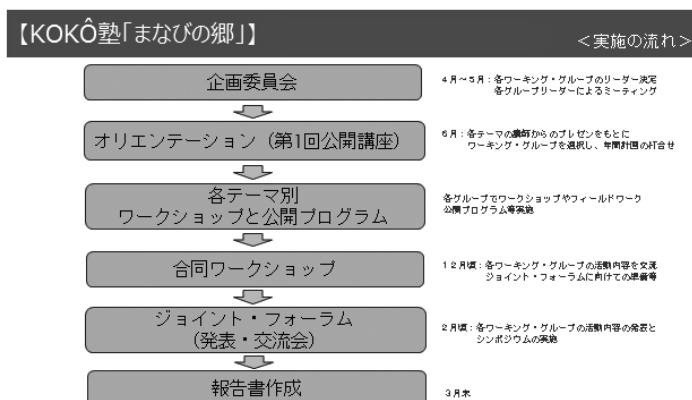 【KOKÔ塾「まなびの郷」】
＜実施の流れ＞
企画委員会
4月～5月：各ワーキング・グループのリーダー決定
各グループリーダーによるミーティング
オリエンテーション（第1回公開講座）
6月：各テーマの講師からのプレゼンをもとに
ワーキング・グループを選択し、年間計画の打合せ
各テーマ別
ワークショップと公開プログラム
各グループでワークショップやフィールドワーク
公開プログラム等実施
合同ワークショップ
12月頃：各ワーキング・グループの活動内容を交流
ジョイント・フォーラムに向けての準備等
ジョイント・フォーラム
（発表・交流会）
2月頃：各ワーキング・グループの活動内容の発表と
シンポジウムの実施
報告書作成
3月末